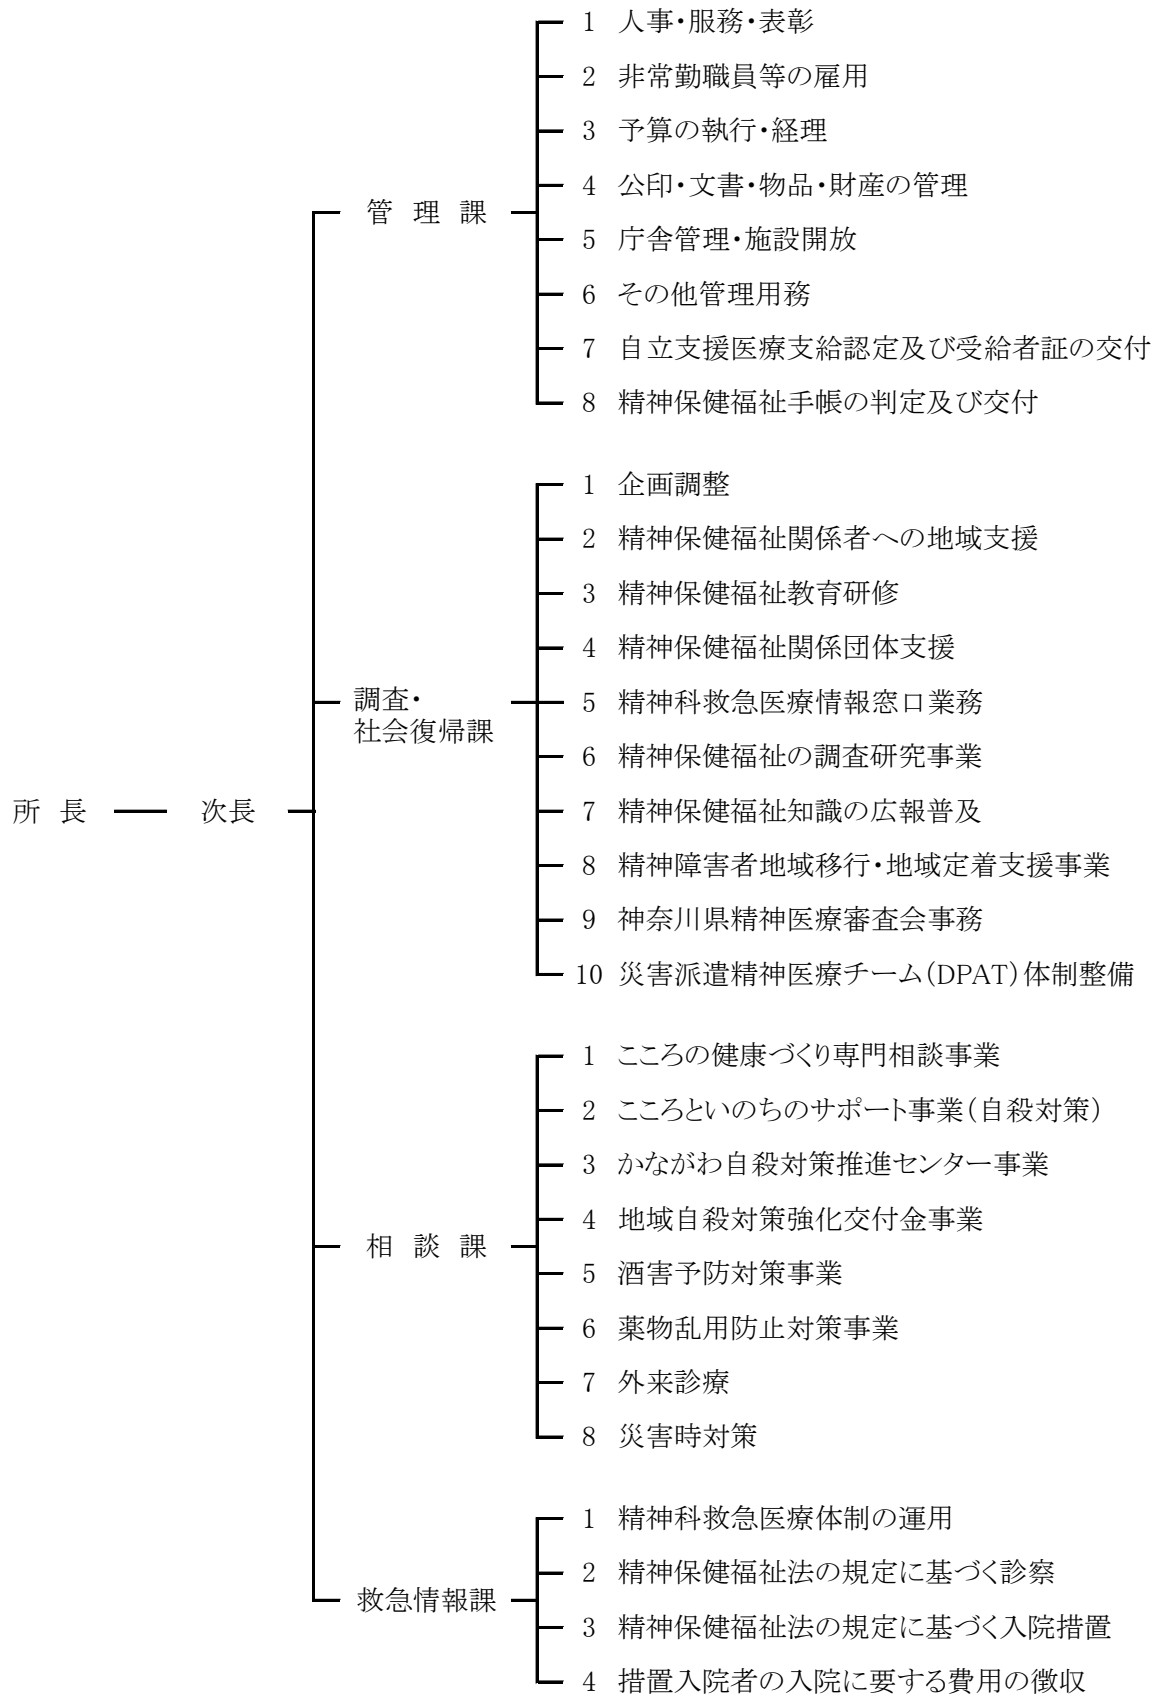 所 長
次長
管 理 課
1 人事・服務・表彰
2 非常勤職員等の雇用
3 予算の執行・経理
4 公印・文書・物品・財産の管理
5 庁舎管理・施設開放
6 その他管理用務
7 自立支援医療支給認定及び受給者証の交付
8 精神保健福祉手帳の判定及び交付
調査・
社会復帰課
1 企画調整
2 精神保健福祉関係者への地域支援
3 精神保健福祉教育研修
4 精神保健福祉関係団体支援
5 精神科救急医療情報窓口業務
6 精神保健福祉の調査研究事業
7 精神保健福祉知識の広報普及
8 精神障害者地域移行・地域定着支援事業
9 神奈川県精神医療審査会事務
10 災害派遣精神医療チーム(DPAT)体制整備
相 談 課
1 こころの健康づくり専門相談事業
2 こころといのちのサポート事業(自殺対策)
3 かながわ自殺対策推進センター事業
4 地域自殺対策強化交付金事業
5 酒害予防対策事業
6 薬物乱用防止対策事業
7 外来診療
8 災害時対策
救急情報課
1 精神科救急医療体制の運用
2 精神保健福祉法の規定に基づく診察
3 精神保健福祉法の規定に基づく入院措置
4 措置入院者の入院に要する費用の徴収